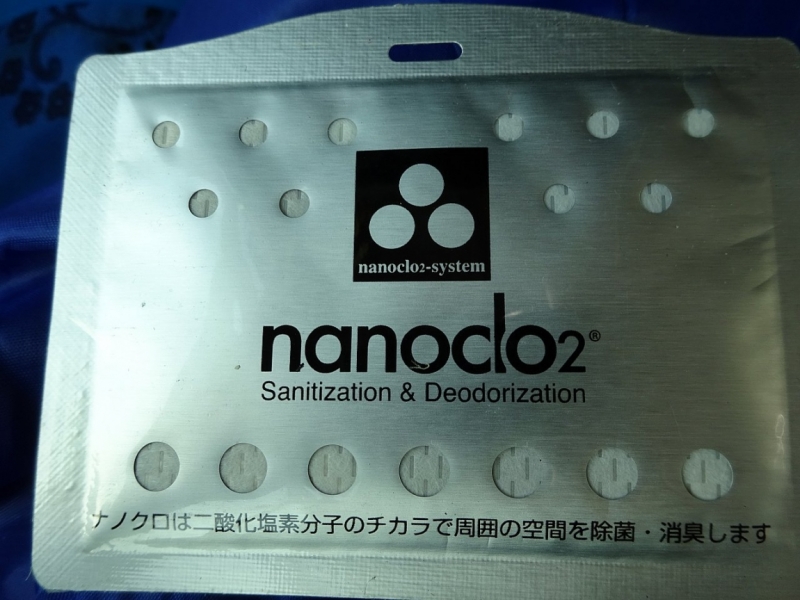 nanoclo2-system
nanoclo2®
Sanitization & Deodorization
ナノクロは二酸化塩素分子のチカラで周囲の空間を除菌・消臭します